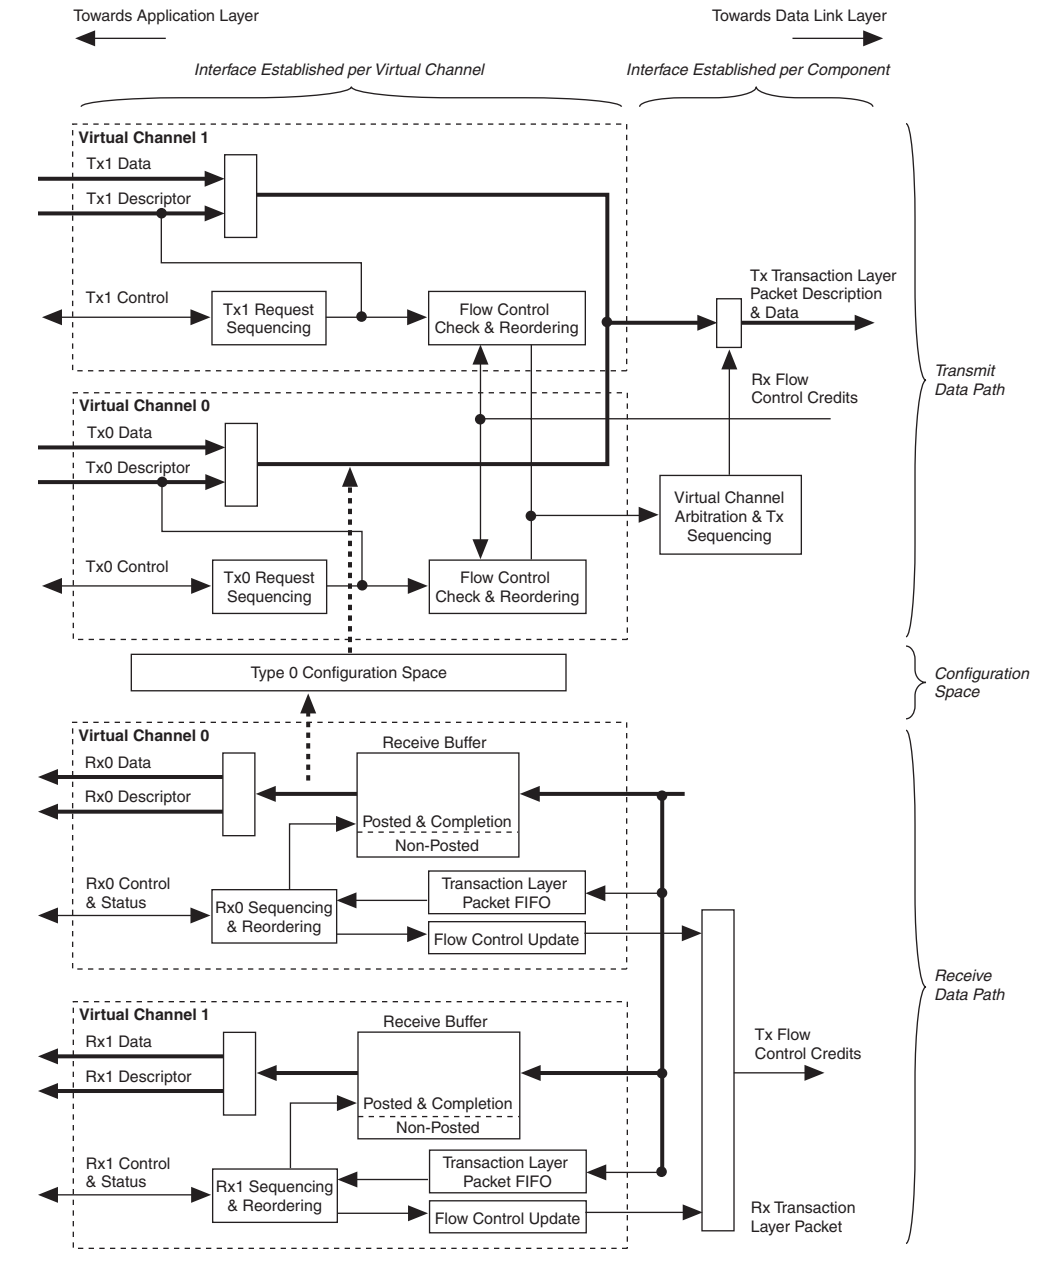 Towards Application Layer
Towards Data Link Layer
Interface Established per Virtual Channel
Interface Established per Component
Virtual Channel 1
Tx1 Data
Tx1 Descriptor
Tx1 Control
Tx1 Request
Sequencing
Flow Control
Check & Reordering
Tx Transaction Layer
Packet Description
& Data
Rx Flow
Control Credits
Transmit
Data Path
Virtual Channel 0
Tx0 Data
Tx0 Descriptor
Virtual Channel
Arbitration & Tx
Sequencing
Tx0 Control
Tx0 Request
Sequencing
Flow Control
Check & Reordering
Type 0 Configuration Space
Configuration
Space
Virtual Channel 0
Receive Buffer
Rx0 Data
Rx0 Descriptor
Posted & Completion
Non-Posted
Rx0 Control
& Status
Rx0 Sequencing
& Reordering
Transaction Layer
Packet FIFO
Flow Control Update
Receive
Data Path
Virtual Channel 1
Receive Buffer
Rx1 Data
Rx1 Descriptor
Posted & Completion
Non-Posted
Tx Flow
Control Credits
Rx1 Control
& Status
Rx1 Sequencing
& Reordering
Transaction Layer
Packet FIFO
Flow Control Update
Rx Transaction
Layer Packet